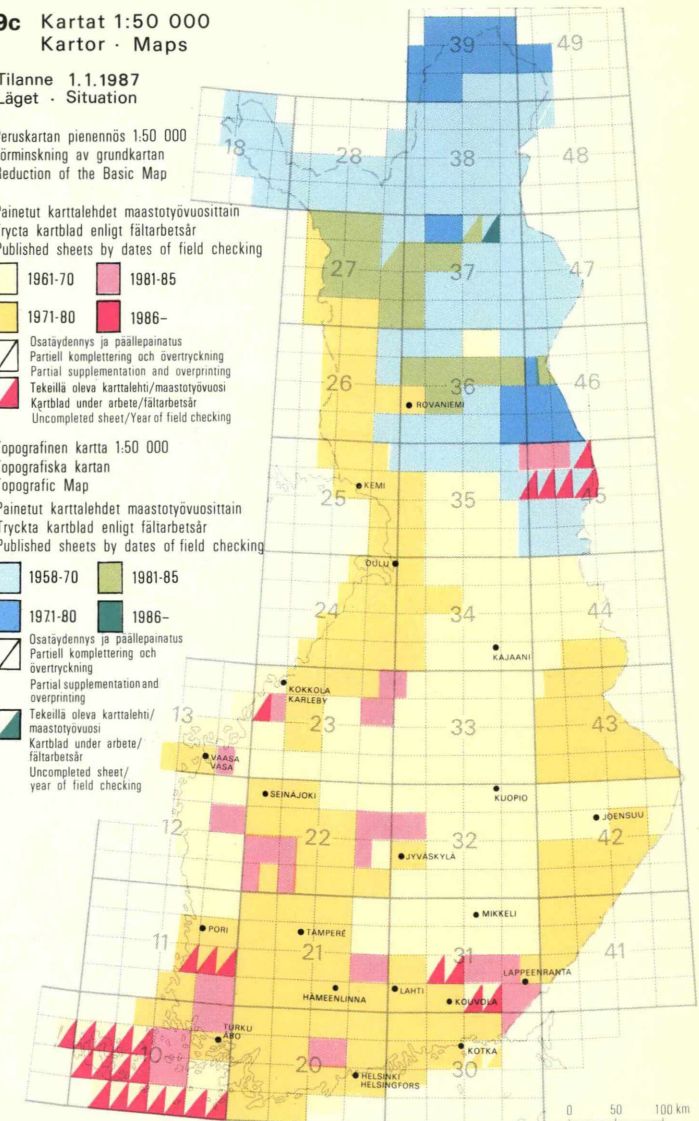 9c Kartat 1:50 000
Kartor · Maps
Tilanne 1.1.1987
Läget · Situation
Peruskartan pienennös 1:50 000
Förminskning av grundkartan
Reduction of the Basic Map
Painetut karttalehdet maastotyövuosittain
Tryckta kartblad enligt fältarbetsår
Published sheets by dates of field checking
1961-70
1981-85
1971-80
1986–
Osatäydennys ja päällepainatus
Partiell komplettering och övertryckning
Partial supplementation and overprinting
Tekeillä oleva karttalehti/maastotyövuosi
Kartblad under arbete/fältarbetsår
Uncompleted sheet/Year of field checking
Topografinen kartta 1:50 000
Topografiska kartan
Topografic Map
Painetut karttalehdet maastotyövuosittain
Tryckta kartblad enligt fältarbetsår
Published sheets by dates of field checking
1958-70
1981-85
1971-80
1986–
Osatäydennys ja päällepainatus
Partiell komplettering och
övertryckning
Partial supplementation and
overprinting
Tekeillä oleva karttalehti/
maastotyövuosi
Kartblad under arbete/
fältarbetsår
Uncompleted sheet/
year of field checking
39
49
18
28
38
48
27
37
47
26
36
46
ROVANIEMI
25
KEMI
35
45
OULU
24
34
44
KAJAANI
KOKKOLA
KARLEBY
13
23
33
43
VAASA
VASA
SEINÄJOKI
KUOPIO
12
22
32
JOENSUU
42
JYVÄSKYLÄ
MIKKELI
PORI
TAMPERE
11
21
31
41
LAPPEENRANTA
HÄMEENLINNA
LAHTI
KOUVOLA
TURKU
ÅBO
10
20
KOTKA
30
HELSINKI
HELSINGFORS
0 50 100 km